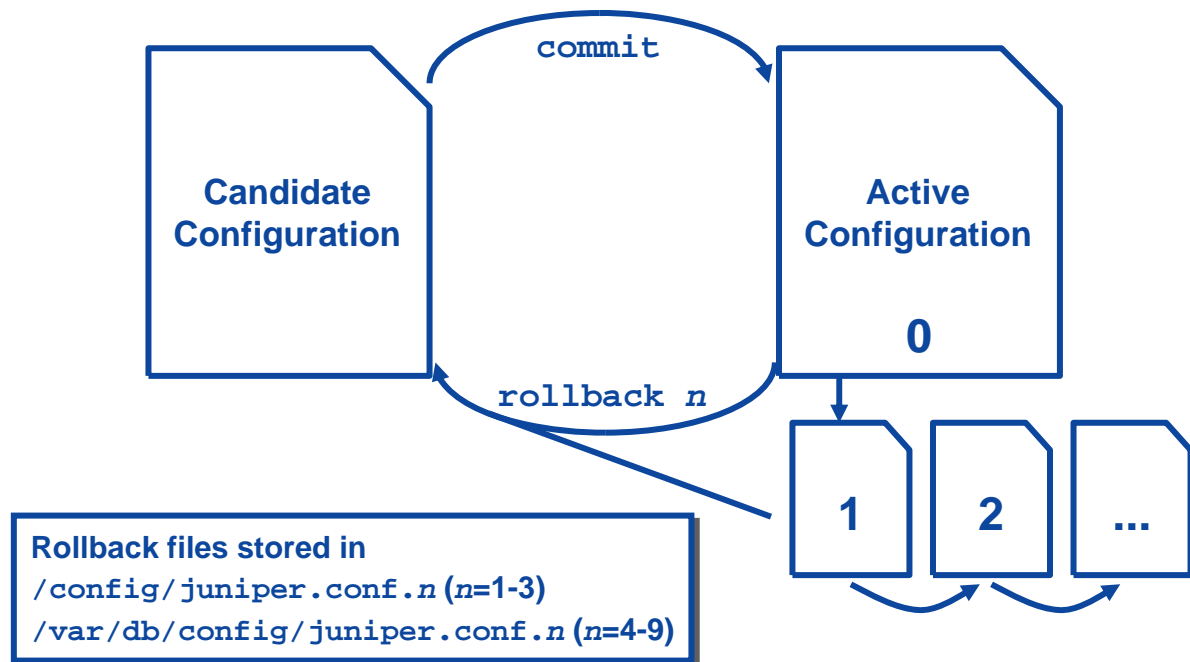 commit
Candidate
Configuration
Active
Configuration
0
rollback n
1
2
...
Rollback files stored in
/config/juniper.conf.n (n=1-3)
/var/db/config/juniper.conf.n (n=4-9)